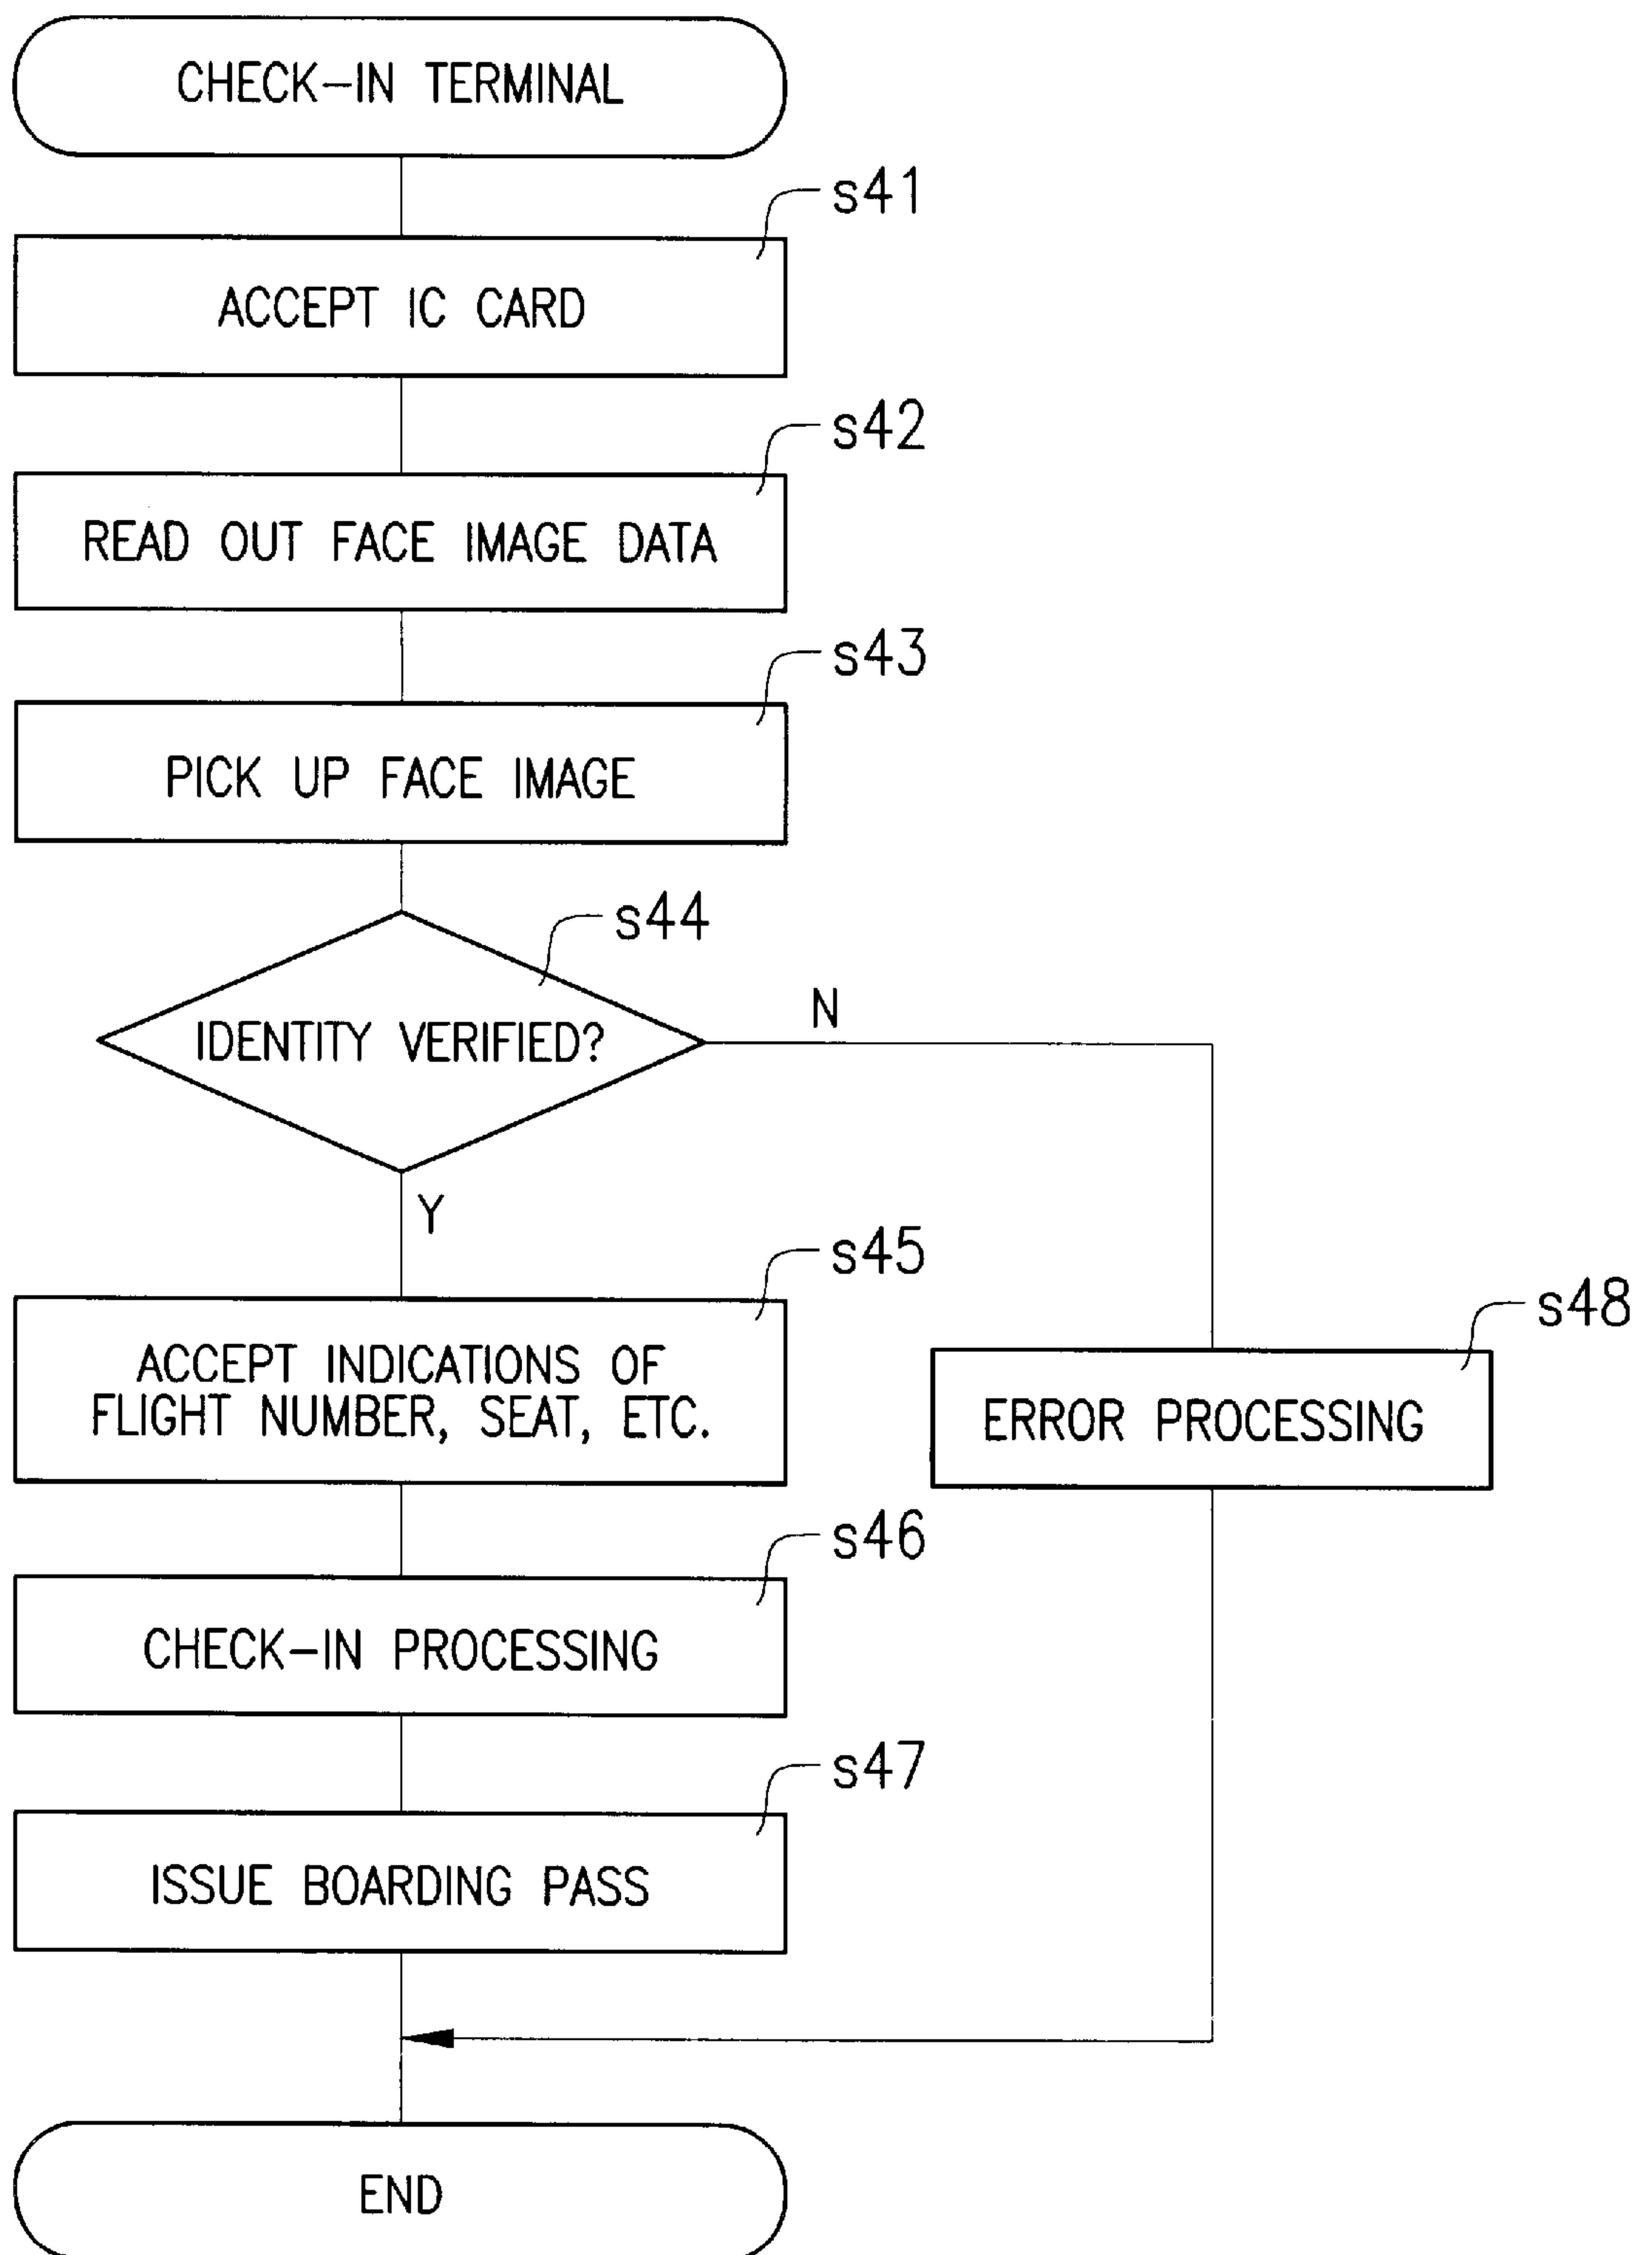 CHECK-IN TERMINAL
s41
ACCEPT IC CARD
s42
READ OUT FACE IMAGE DATA
s43
PICK UP FACE IMAGE
s44
IDENTITY VERIFIED?
N
Y
s45
ACCEPT INDICATIONS OF
FLIGHT NUMBER, SEAT, ETC.
s48
ERROR PROCESSING
s46
CHECK-IN PROCESSING
s47
ISSUE BOARDING PASS
END